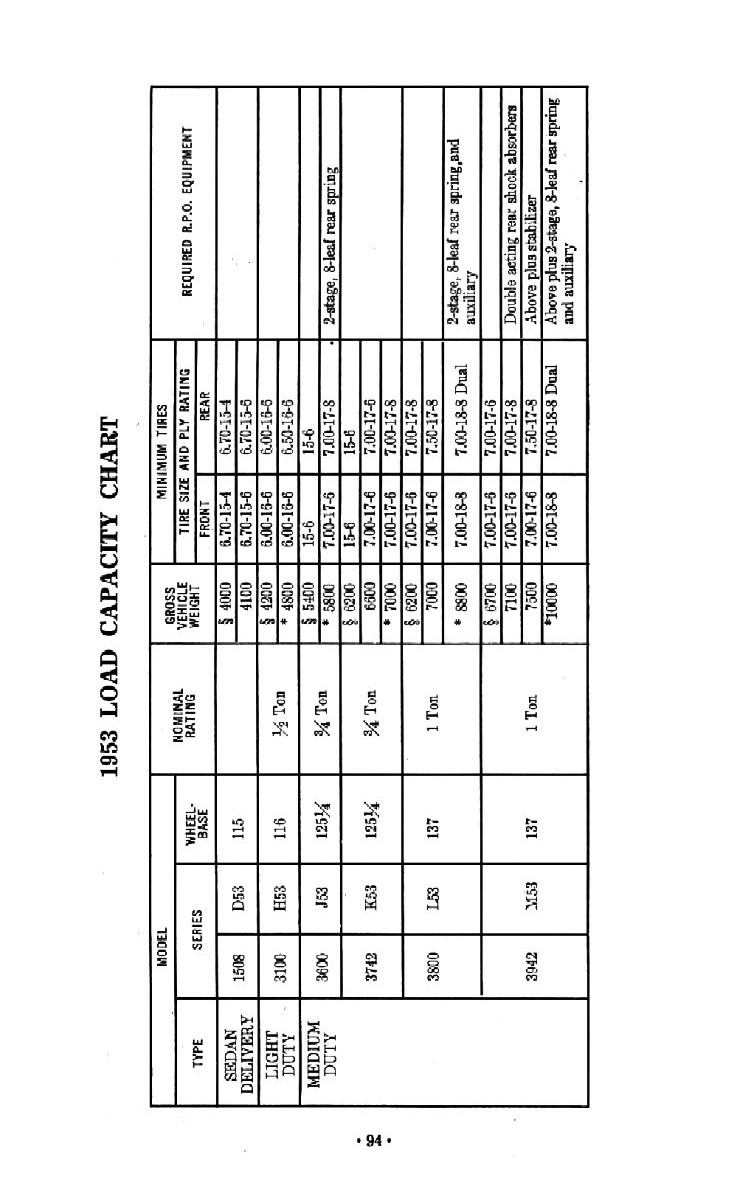 1953 LOAD CAPACITY CHART
MODEL
NOMINAL RATING
GROSS VEHICLE WEIGHT
MINIMUM TIRES
REQUIRED R.P.O. EQUIPMENT
TYPE
SERIES
WHEEL-BASE
TIRE SIZE AND PLY RATING
FRONT
REAR
SEDAN DELIVERY
1508 D53 115
§ 4000 6.70-15-4 6.70-15-4
4100 6.70-15-6 6.70-15-6
LIGHT DUTY
3100 H53 116 ½ Ton
§ 4200 6.00-16-6 6.00-16-6
* 4800 6.00-16-6 6.50-16-6
MEDIUM DUTY
3600 J53 125¼ ¾ Ton
§ 5400 15-6 15-6
* 5800 7.00-17-6 7.00-17-8 2-stage, 8-leaf rear spring
3742 K53 125¼ ¾ Ton
§ 6200 15-6 15-6
6600 7.00-17-6 7.00-17-6
* 7000 7.00-17-6 7.00-17-8
3800 L53 137 1 Ton
§ 6200 7.00-17-6 7.00-17-8
7000 7.00-17-6 7.50-17-8
* 8800 7.00-18-8 7.00-18-8 Dual 2-stage, 8-leaf rear spring, and auxiliary
3942 M53 137 1 Ton
§ 6700 7.00-17-6 7.00-17-6
7100 7.00-17-6 7.00-17-8 Double acting rear shock absorbers
7500 7.00-17-6 7.50-17-8 Above plus stabilizer
*10000 7.00-18-8 7.00-18-8 Dual Above plus 2-stage, 8-leaf rear spring and auxiliary
• 94 •